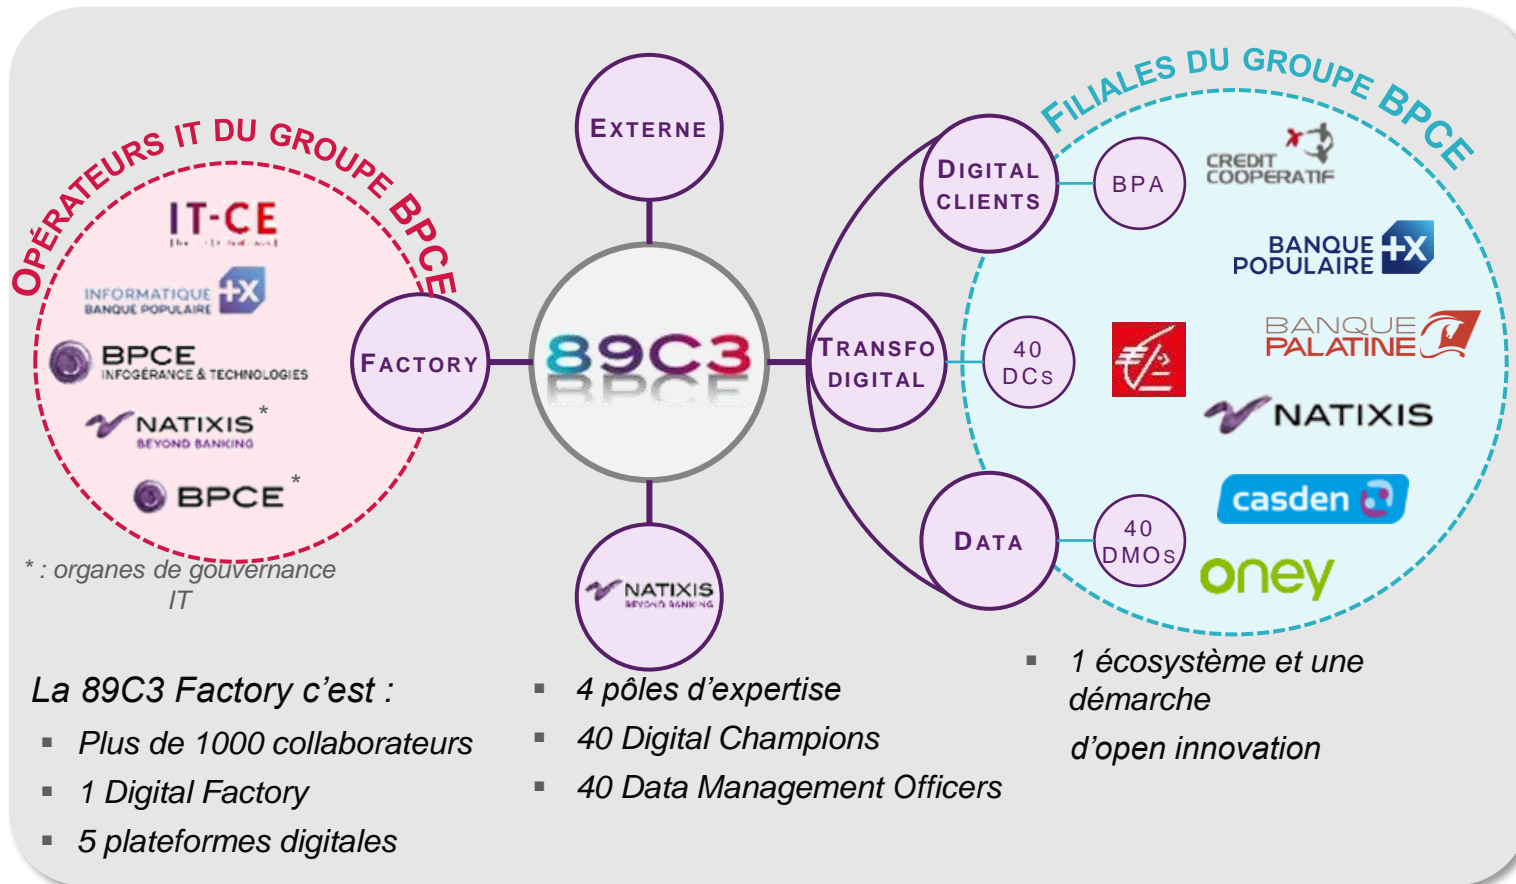 OPÉRATEURS IT DU GROUPE BPCE
IT-CE
INFORMATIQUE
BANQUE POPULAIRE
BPCE
INFOGÉRANCE & TECHNOLOGIES
NATIXIS *
BEYOND BANKING
BPCE *
* : organes de gouvernance
IT
FACTORY
EXTERNE
89C3
BPCE
NATIXIS
BEYOND BANKING
DIGITAL
CLIENTS
TRANSFO
DIGITAL
DATA
FILIALES DU GROUPE BPCE
BPA
40
DCS
40
DMOS
CREDIT
COOPERATIF
BANQUE
POPULAIRE
BANQUE
PALATINE
NATIXIS
casden
oney
La 89C3 Factory c’est :
▪ Plus de 1000 collaborateurs
▪ 1 Digital Factory
▪ 5 plateformes digitales
▪ 4 pôles d’expertise
▪ 40 Digital Champions
▪ 40 Data Management Officers
▪ 1 écosystème et une
démarche
d’open innovation